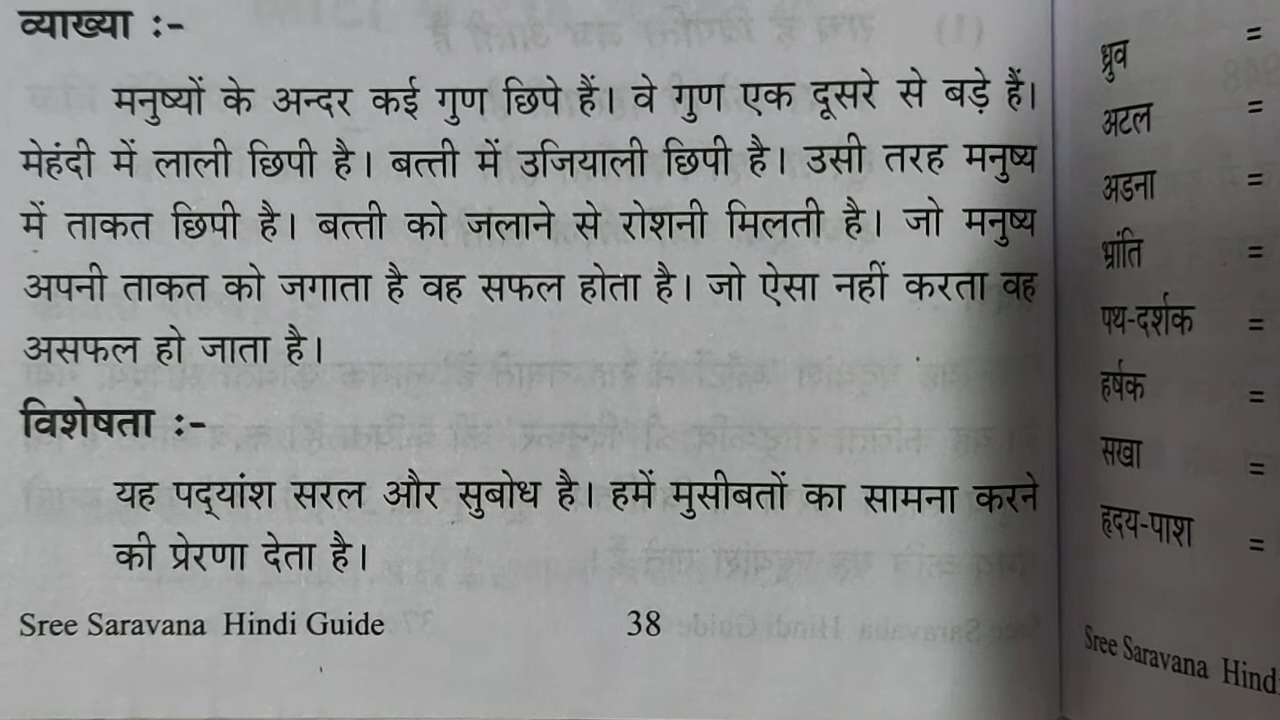 व्याख्या :-
मनुष्यों के अन्दर कई गुण छिपे हैं। वे गुण एक दूसरे से बड़े हैं।
मेहंदी में लाली छिपी है। बत्ती में उजियाली छिपी है। उसी तरह मनुष्य
में ताकत छिपी है। बत्ती को जलाने से रोशनी मिलती है। जो मनुष्य
अपनी ताकत को जगाता है वह सफल होता है। जो ऐसा नहीं करता वह
असफल हो जाता है।
विशेषता :-
यह पद्‌यांश सरल और सुबोध है। हमें मुसीबतों का सामना करने
की प्रेरणा देता है।
Sree Saravana Hindi Guide 38
ध्रुव =
अटल =
अडना =
भ्रांति =
पथ-दर्शक =
हर्षक =
सखा =
हृदय-पाश =
Sree Saravana Hind